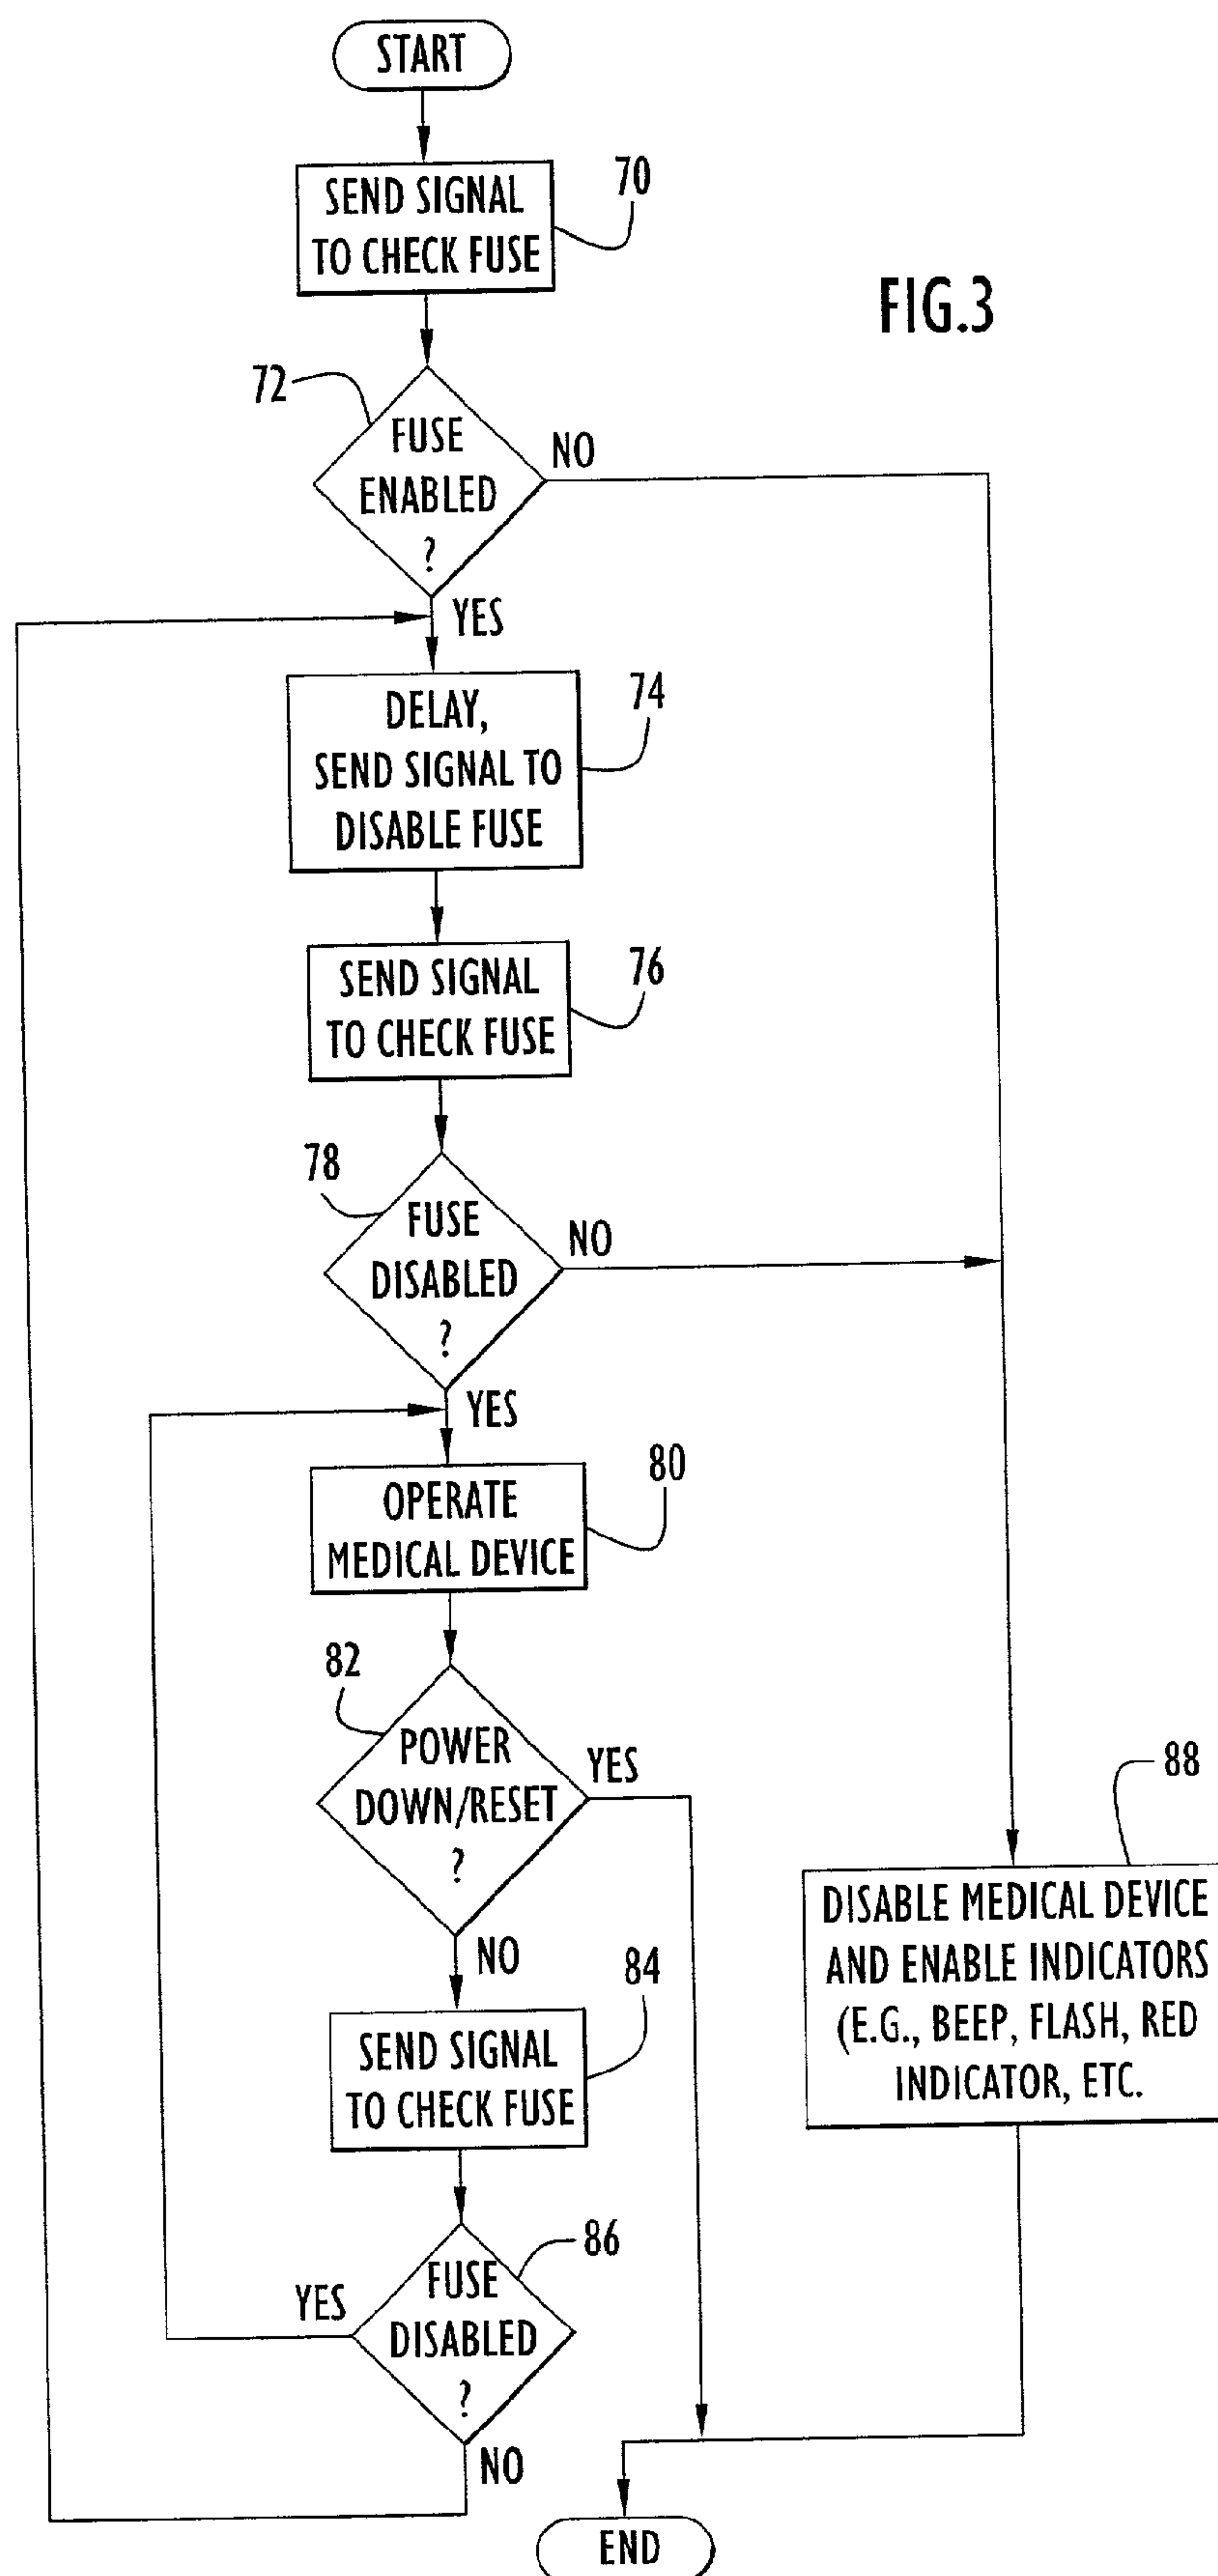 START
SEND SIGNAL
TO CHECK FUSE
70
FIG.3
72
FUSE
ENABLED
?
NO
YES
DELAY,
SEND SIGNAL TO
DISABLE FUSE
74
SEND SIGNAL
TO CHECK FUSE
76
78
FUSE
DISABLED
?
NO
YES
OPERATE
MEDICAL DEVICE
80
82
POWER
DOWN/RESET
?
YES
NO
88
DISABLE MEDICAL DEVICE
AND ENABLE INDICATORS
(E.G., BEEP, FLASH, RED
INDICATOR, ETC.
SEND SIGNAL
TO CHECK FUSE
84
86
FUSE
DISABLED
?
YES
NO
END